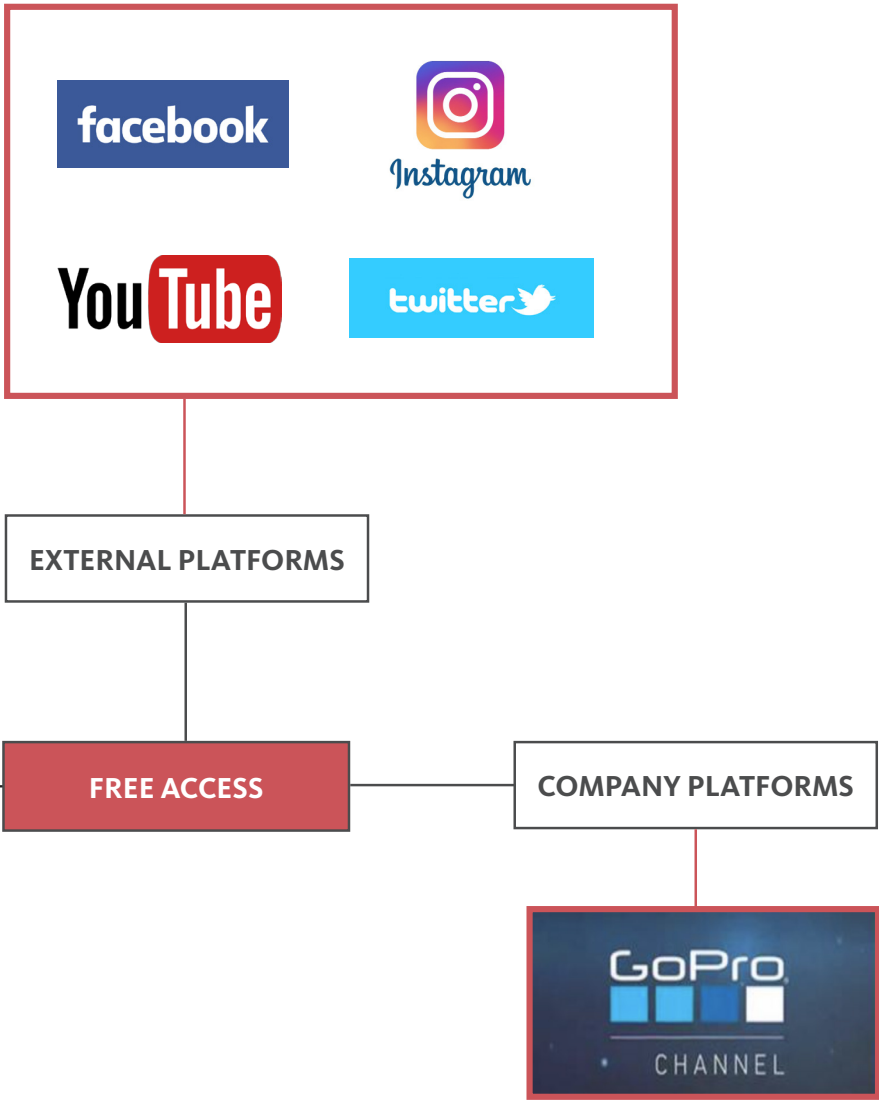 facebook
Instagram
YouTube
twitter
EXTERNAL PLATFORMS
FREE ACCESS
COMPANY PLATFORMS
GoPro
CHANNEL